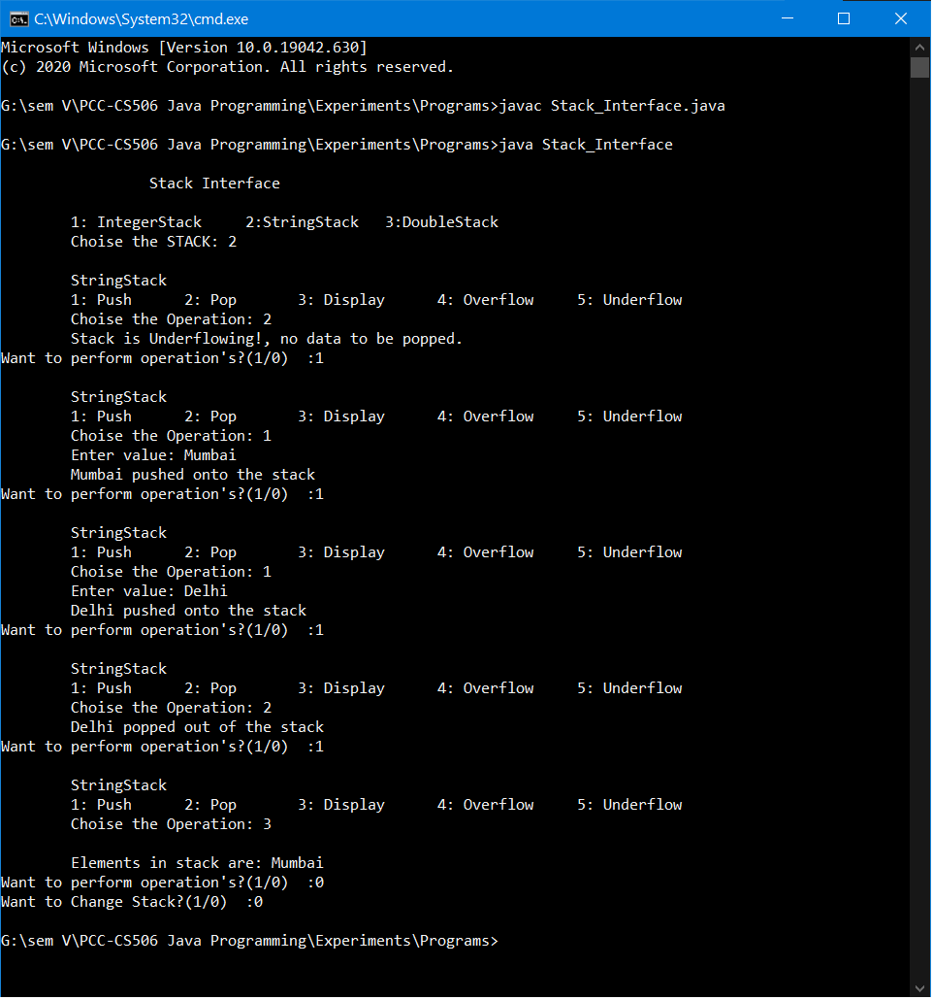 C:\Windows\System32\cmd.exe
Microsoft Windows [Version 10.0.19042.630]
(c) 2020 Microsoft Corporation. All rights reserved.
G:\sem V\PCC-CS506 Java Programming\Experiments\Programs>javac Stack_Interface.java
G:\sem V\PCC-CS506 Java Programming\Experiments\Programs>java Stack_Interface
Stack Interface
1: IntegerStack     2:StringStack   3:DoubleStack
Choise the STACK: 2
StringStack
1: Push      2: Pop       3: Display      4: Overflow     5: Underflow
Choise the Operation: 2
Stack is Underflowing!, no data to be popped.
Want to perform operation's?(1/0)  :1
StringStack
1: Push      2: Pop       3: Display      4: Overflow     5: Underflow
Choise the Operation: 1
Enter value: Mumbai
Mumbai pushed onto the stack
Want to perform operation's?(1/0)  :1
StringStack
1: Push      2: Pop       3: Display      4: Overflow     5: Underflow
Choise the Operation: 1
Enter value: Delhi
Delhi pushed onto the stack
Want to perform operation's?(1/0)  :1
StringStack
1: Push      2: Pop       3: Display      4: Overflow     5: Underflow
Choise the Operation: 2
Delhi popped out of the stack
Want to perform operation's?(1/0)  :1
StringStack
1: Push      2: Pop       3: Display      4: Overflow     5: Underflow
Choise the Operation: 3
Elements in stack are: Mumbai
Want to perform operation's?(1/0)  :0
Want to Change Stack?(1/0)  :0
G:\sem V\PCC-CS506 Java Programming\Experiments\Programs>